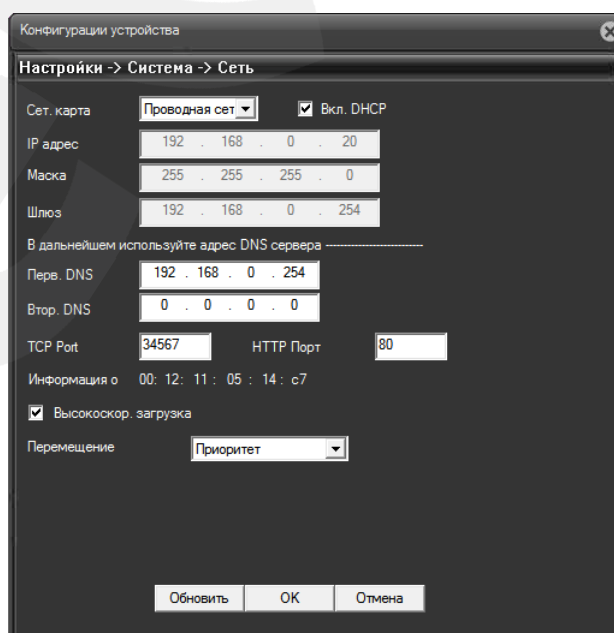 Конфигурации устройства
Настройки -> Система -> Сеть
Сет. карта Проводная сет Вкл. DHCP
IP адрес 192 . 168 . 0 . 20
Маска 255 . 255 . 255 . 0
Шлюз 192 . 168 . 0 . 254
В дальнейшем используйте адрес DNS сервера --------------------------
Перв. DNS 192 . 168 . 0 . 254
Втор. DNS 0 . 0 . 0 . 0
TCP Port 34567 HTTP Порт 80
Информация о 00: 12: 11 : 05 : 14 : c7
Высокоскор. загрузка
Перемещение Приоритет
Обновить OK Отмена